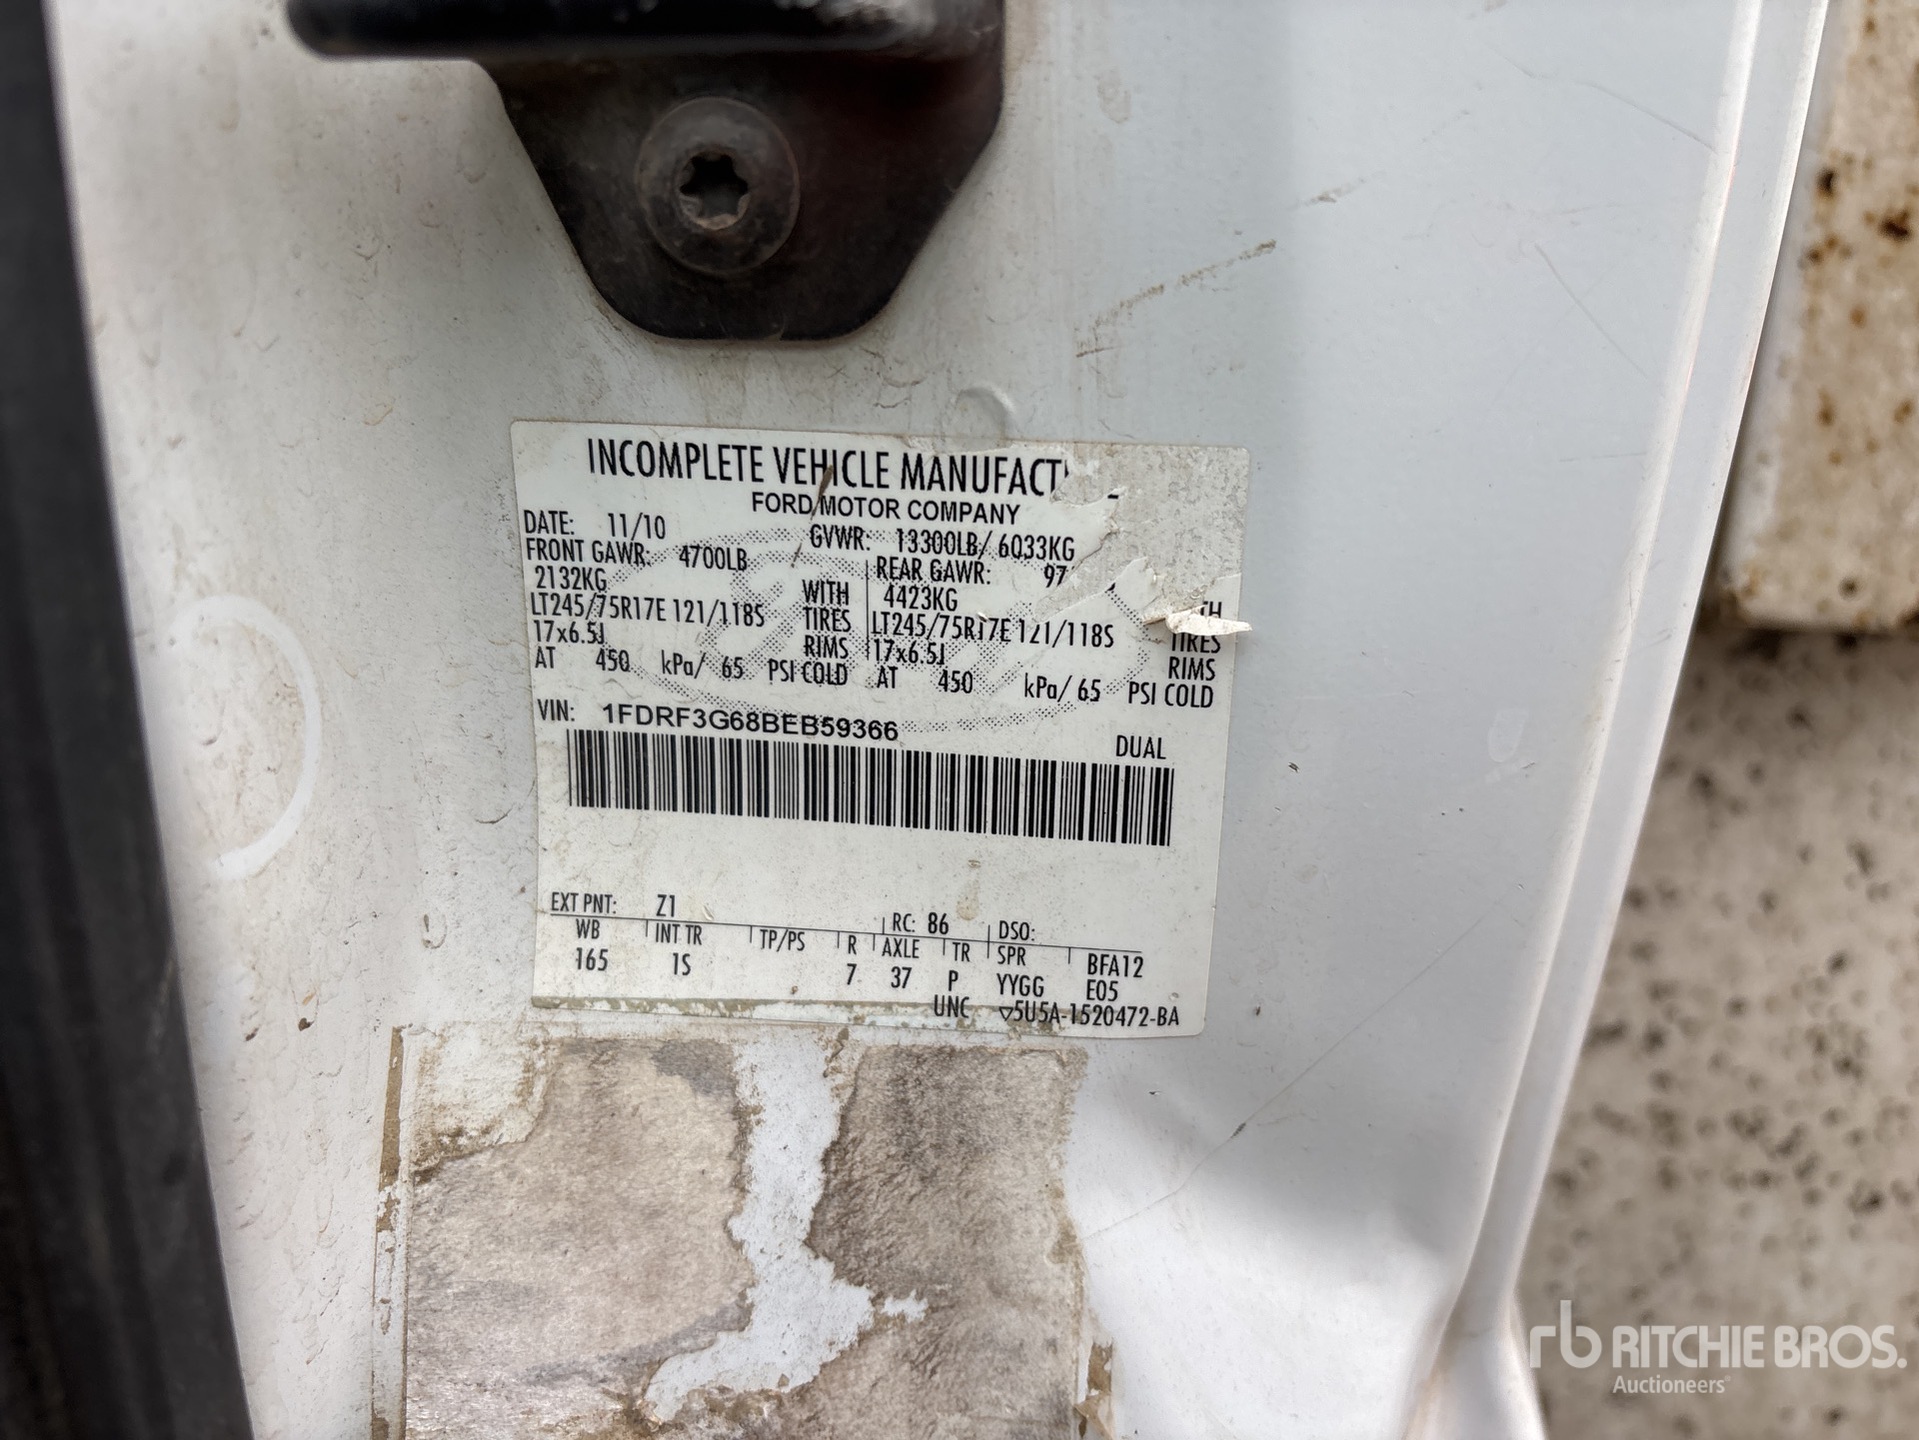 INCOMPLETE VEHICLE
FORD MOTOR COMPANY
DATE: 11/10 GVWR: 13300LB/ 6033KG
FRONT GAWR: 4700LB REAR GAWR:
2132KG WITH 4423KG
LT245/75R17E 121/118S TIRES LT245/75R17E 121/118S TIRES
17x6.5J RIMS 17x6.5J RIMS
AT 450 kPa/ 65 PSI COLD AT 450 kPa/ 65 PSI COLD
VIN: 1FDRF3G68BEB59366
DUAL
EXT PNT: Z1 RC: 86 DSO:
WB INT TR TP/PS R AXLE TR SPR BFA12
165 1S 7 37 P YYGG E05
UNC ▽5U5A-1520472-BA
rb RITCHIE BROS.
Auctioneers